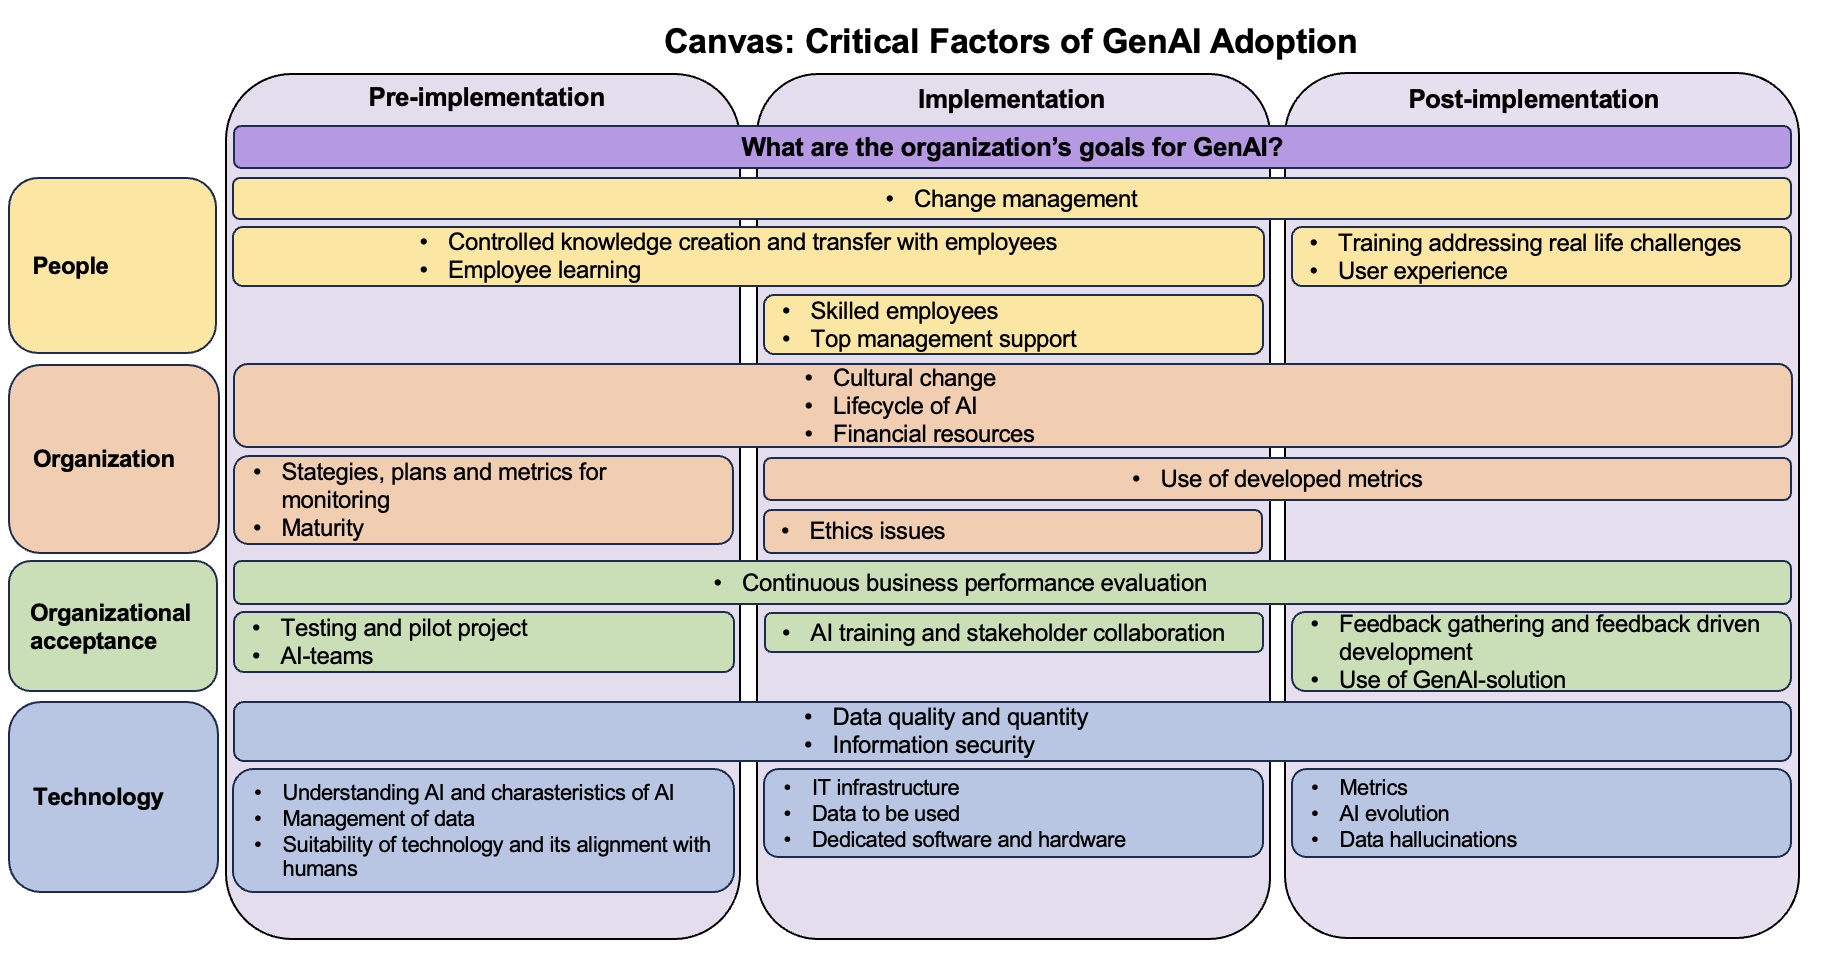 Canvas: Critical Factors of GenAI Adoption
Pre-implementation
Implementation
Post-implementation
What are the organization’s goals for GenAI?
People
• Change management
• Controlled knowledge creation and transfer with employees
• Employee learning
• Training addressing real life challenges
• User experience
• Skilled employees
• Top management support
Organization
• Cultural change
• Lifecycle of AI
• Financial resources
• Stategies, plans and metrics for
monitoring
• Maturity
• Use of developed metrics
• Ethics issues
Organizational
acceptance
• Continuous business performance evaluation
• Testing and pilot project
• AI-teams
• AI training and stakeholder collaboration
• Feedback gathering and feedback driven
development
• Use of GenAI-solution
Technology
• Data quality and quantity
• Information security
• Understanding AI and charasteristics of AI
• Management of data
• Suitability of technology and its alignment with
humans
• IT infrastructure
• Data to be used
• Dedicated software and hardware
• Metrics
• AI evolution
• Data hallucinations